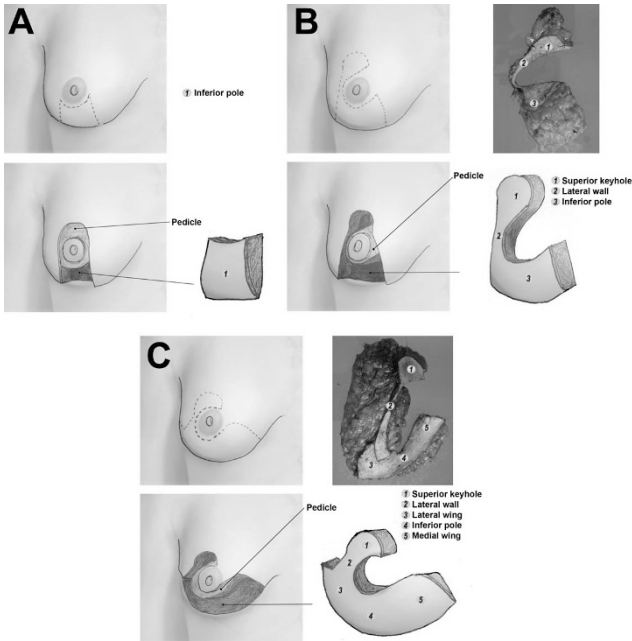 A
1 Inferior pole
Pedicle
1
B
1
2
3
Pedicle
1 Superior keyhole
2 Lateral wall
3 Inferior pole
1
2
3
C
1
2
3
4
5
Pedicle
1 Superior keyhole
2 Lateral wall
3 Lateral wing
4 Inferior pole
5 Medial wing
1
2
3
4
5